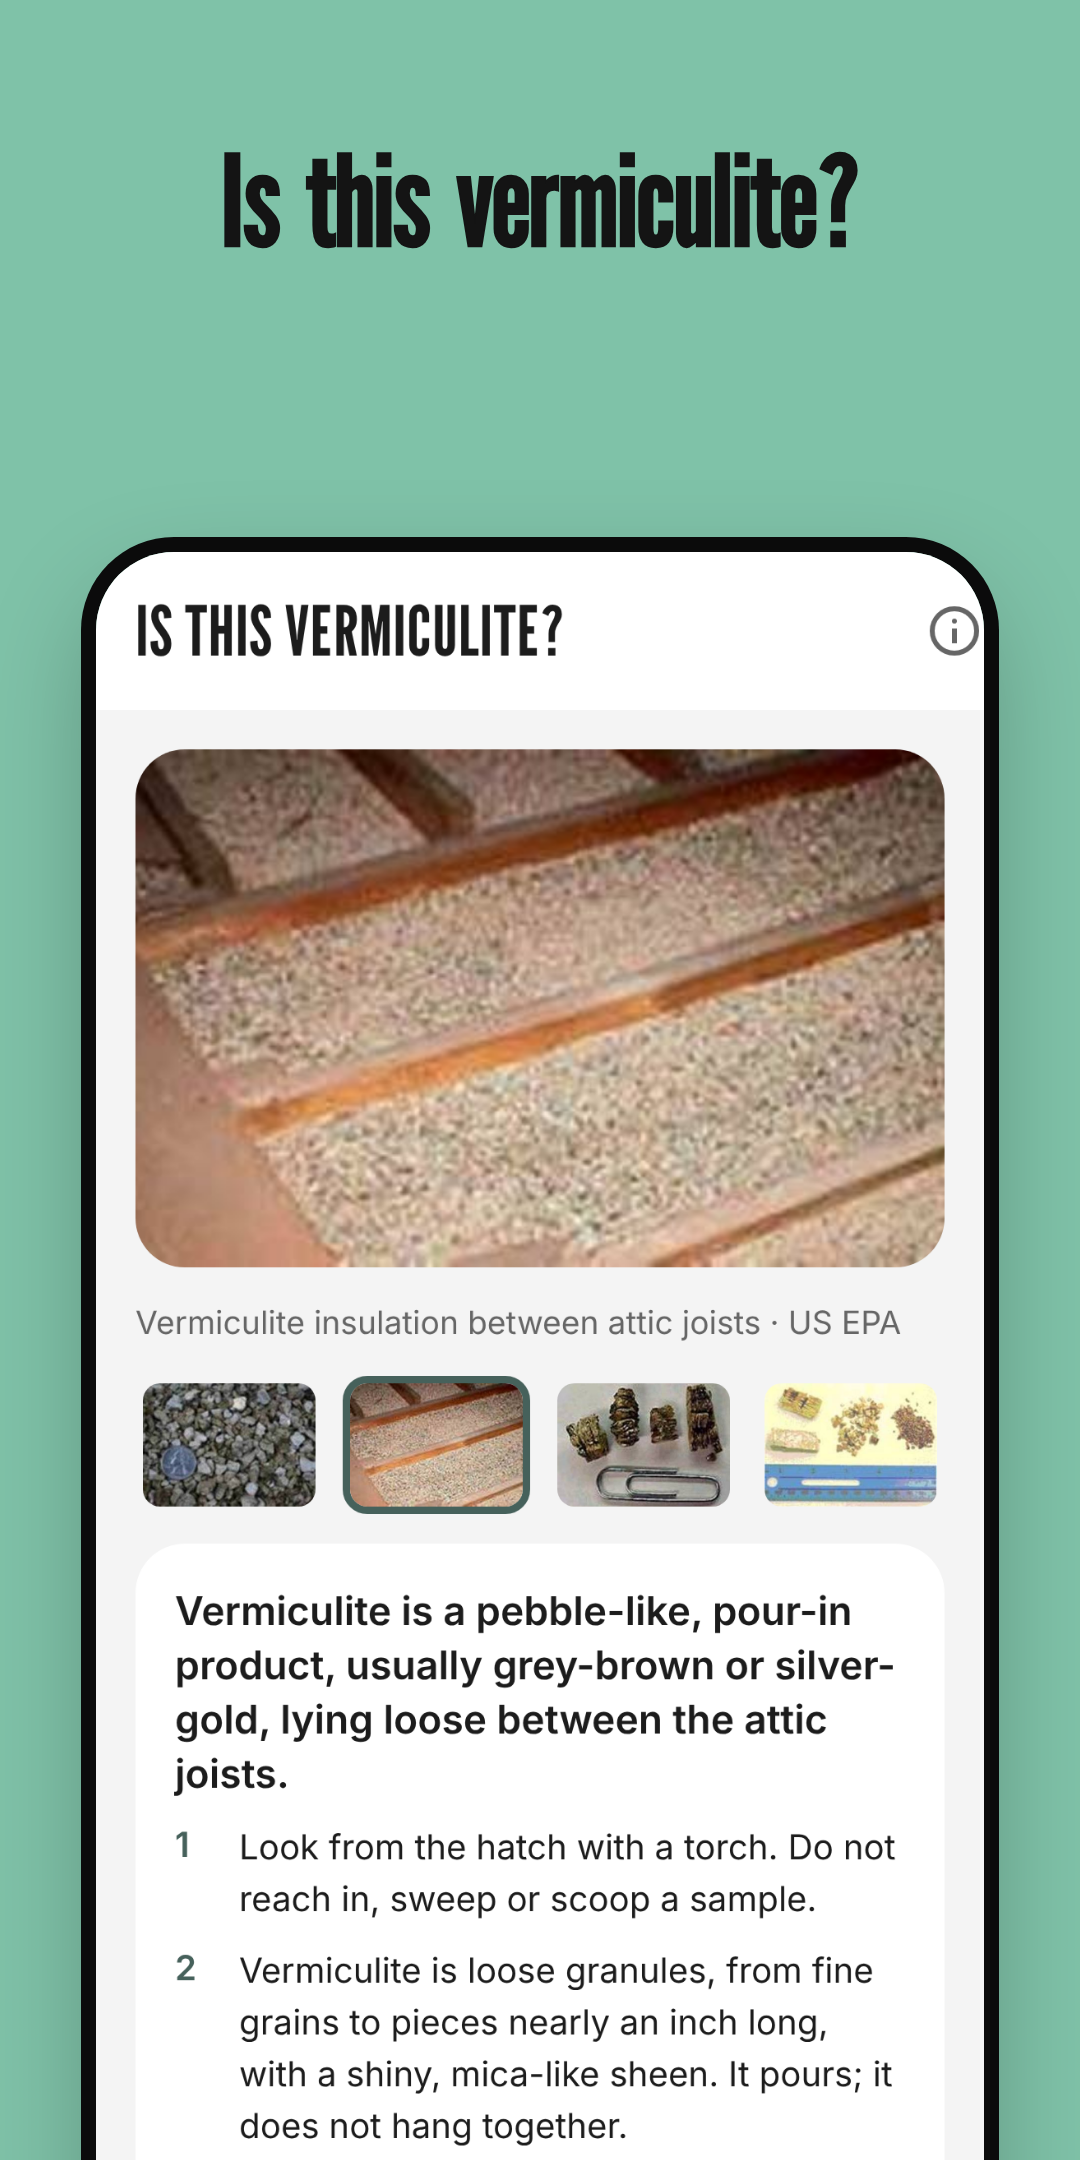 Is this vermiculite?
IS THIS VERMICULITE?
Vermiculite insulation between attic joists · US EPA
Vermiculite is a pebble-like, pour-in
product, usually grey-brown or silver-
gold, lying loose between the attic
joists.
1 Look from the hatch with a torch. Do not
reach in, sweep or scoop a sample.
2 Vermiculite is loose granules, from fine
grains to pieces nearly an inch long,
with a shiny, mica-like sheen. It pours; it
does not hang together.